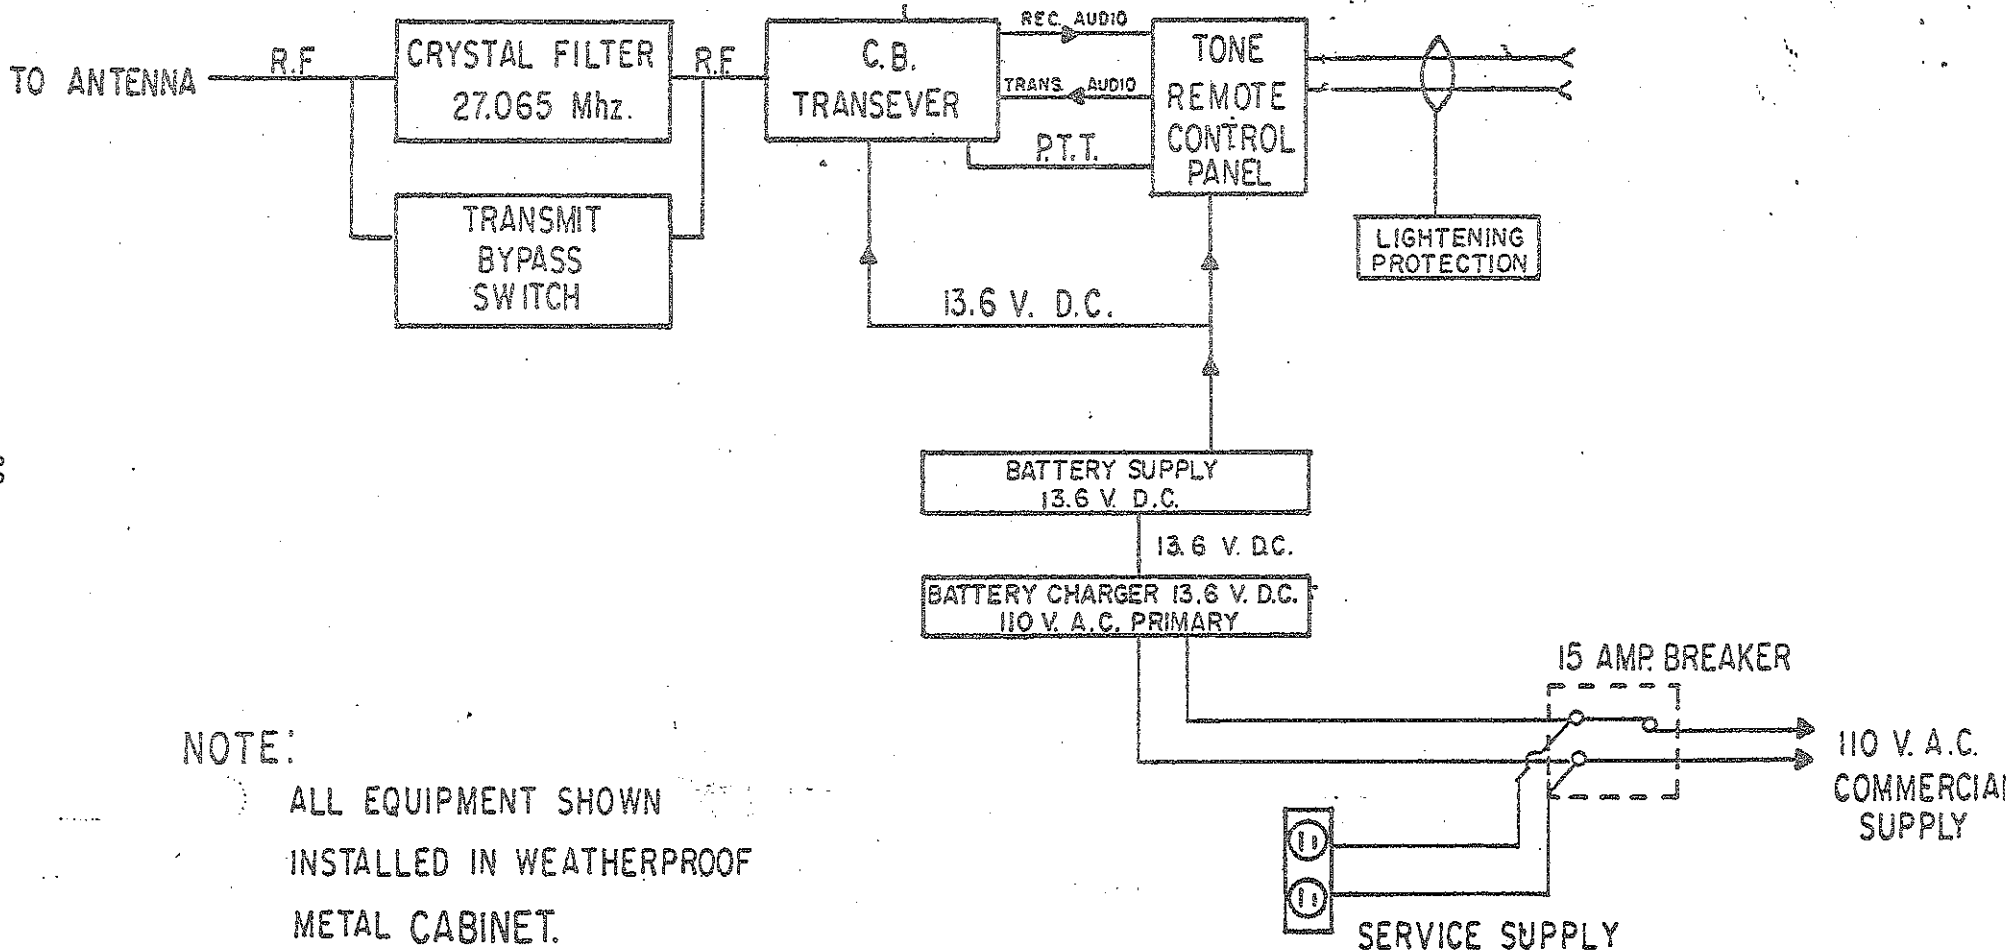 TO ANTENNA
R.F
CRYSTAL FILTER
27.065 Mhz.
R.F.
C.B.
TRANSEVER
REC. AUDIO
TRANS. AUDIO
P.T.T.
TONE
REMOTE
CONTROL
PANEL
TRANSMIT
BYPASS
SWITCH
LIGHTENING
PROTECTION
13.6 V. D.C.
BATTERY SUPPLY
13.6 V. D.C.
13.6 V. D.C.
BATTERY CHARGER 13.6 V. D.C.
110 V. A.C. PRIMARY
15 AMP. BREAKER
110 V. A.C.
COMMERCIAL
SUPPLY
SERVICE SUPPLY
NOTE:
ALL EQUIPMENT SHOWN
INSTALLED IN WEATHERPROOF
METAL CABINET.